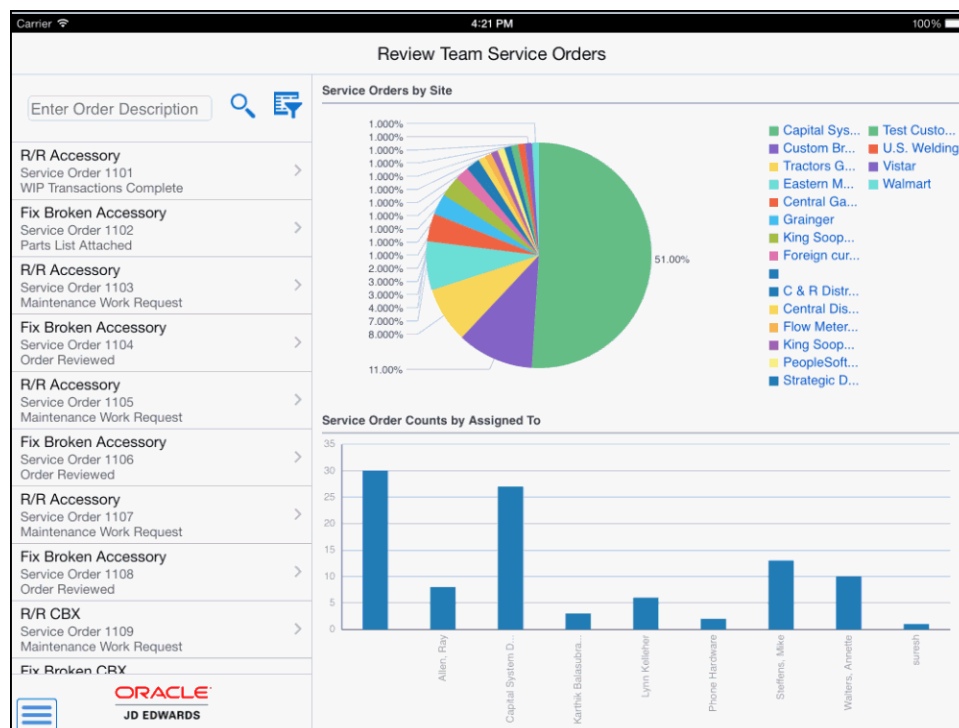 Carrier
4:21 PM
100%
Review Team Service Orders
Enter Order Description
R/R Accessory
Service Order 1101
WIP Transactions Complete
Fix Broken Accessory
Service Order 1102
Parts List Attached
R/R Accessory
Service Order 1103
Maintenance Work Request
Fix Broken Accessory
Service Order 1104
Order Reviewed
R/R Accessory
Service Order 1105
Maintenance Work Request
Fix Broken Accessory
Service Order 1106
Order Reviewed
R/R Accessory
Service Order 1107
Maintenance Work Request
Fix Broken Accessory
Service Order 1108
Order Reviewed
R/R CBX
Service Order 1109
Maintenance Work Request
Fix Broken CBX
ORACLE
JD EDWARDS
Service Orders by Site
1.000%
1.000%
1.000%
1.000%
1.000%
1.000%
1.000%
1.000%
1.000%
1.000%
1.000%
2.000%
3.000%
3.000%
4.000%
7.000%
8.000%
11.00%
51.00%
Capital Sys...
Custom Br...
Tractors G...
Eastern M...
Central Ga...
Grainger
King Soop...
Foreign cur...
C & R Distr...
Central Dis...
Flow Meter...
King Soop...
PeopleSoft...
Strategic D...
Test Custo...
U.S. Welding
Vistar
Walmart
Service Order Counts by Assigned To
35
30
25
20
15
10
5
0
Allen, Ray
Capital System D...
Karthik Balasubra...
Lynn Kelleher
Phone Hardware
Steffens, Mike
Walters, Annette
suresh